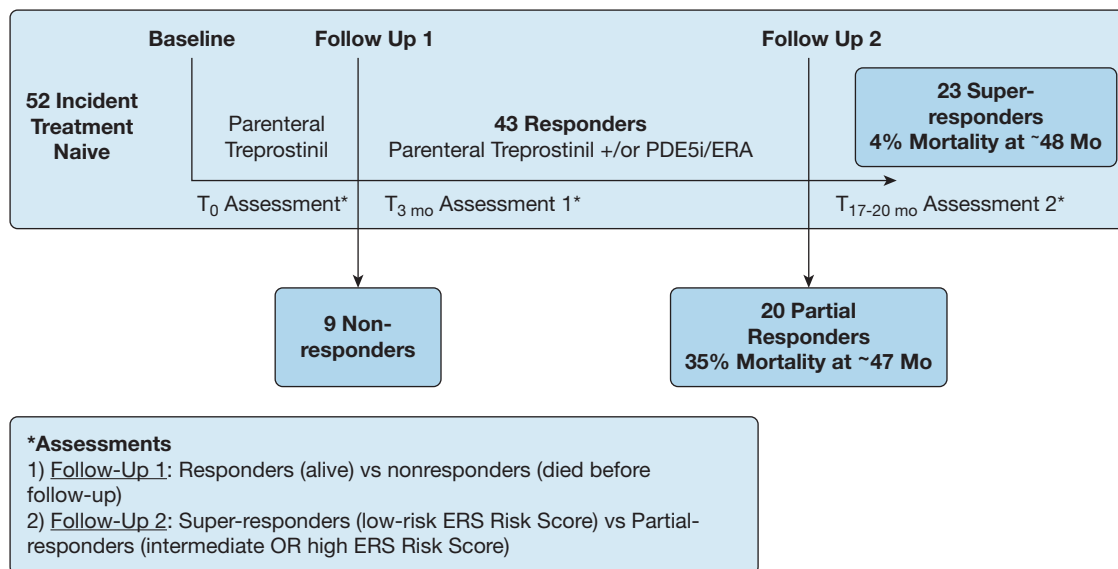 Baseline
Follow Up 1
Follow Up 2
52 Incident
Treatment
Naive
Parenteral
Treprostinil
43 Responders
Parenteral Treprostinil +/or PDE5i/ERA
23 Super-
responders
4% Mortality at ~48 Mo
T0 Assessment*
T3 mo Assessment 1*
T17-20 mo Assessment 2*
9 Non-
responders
20 Partial
Responders
35% Mortality at ~47 Mo
*Assessments
1) Follow-Up 1: Responders (alive) vs nonresponders (died before
follow-up)
2) Follow-Up 2: Super-responders (low-risk ERS Risk Score) vs Partial-
responders (intermediate OR high ERS Risk Score)